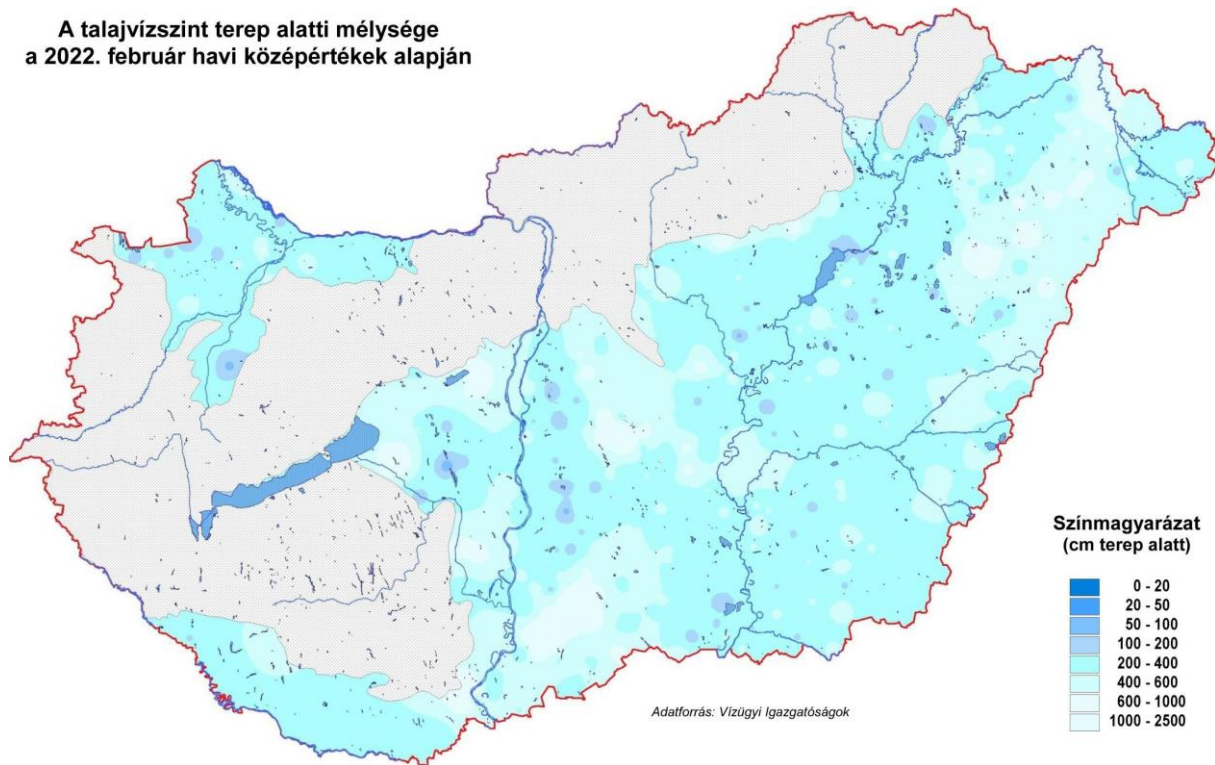 A talajvízszint terep alatti mélysége
a 2022. február havi középértékek alapján
Színmagyarázat
(cm terep alatt)
0 - 20
20 - 50
50 - 100
100 - 200
200 - 400
400 - 600
600 - 1000
1000 - 2500
Adatforrás: Vízügyi Igazgatóságok